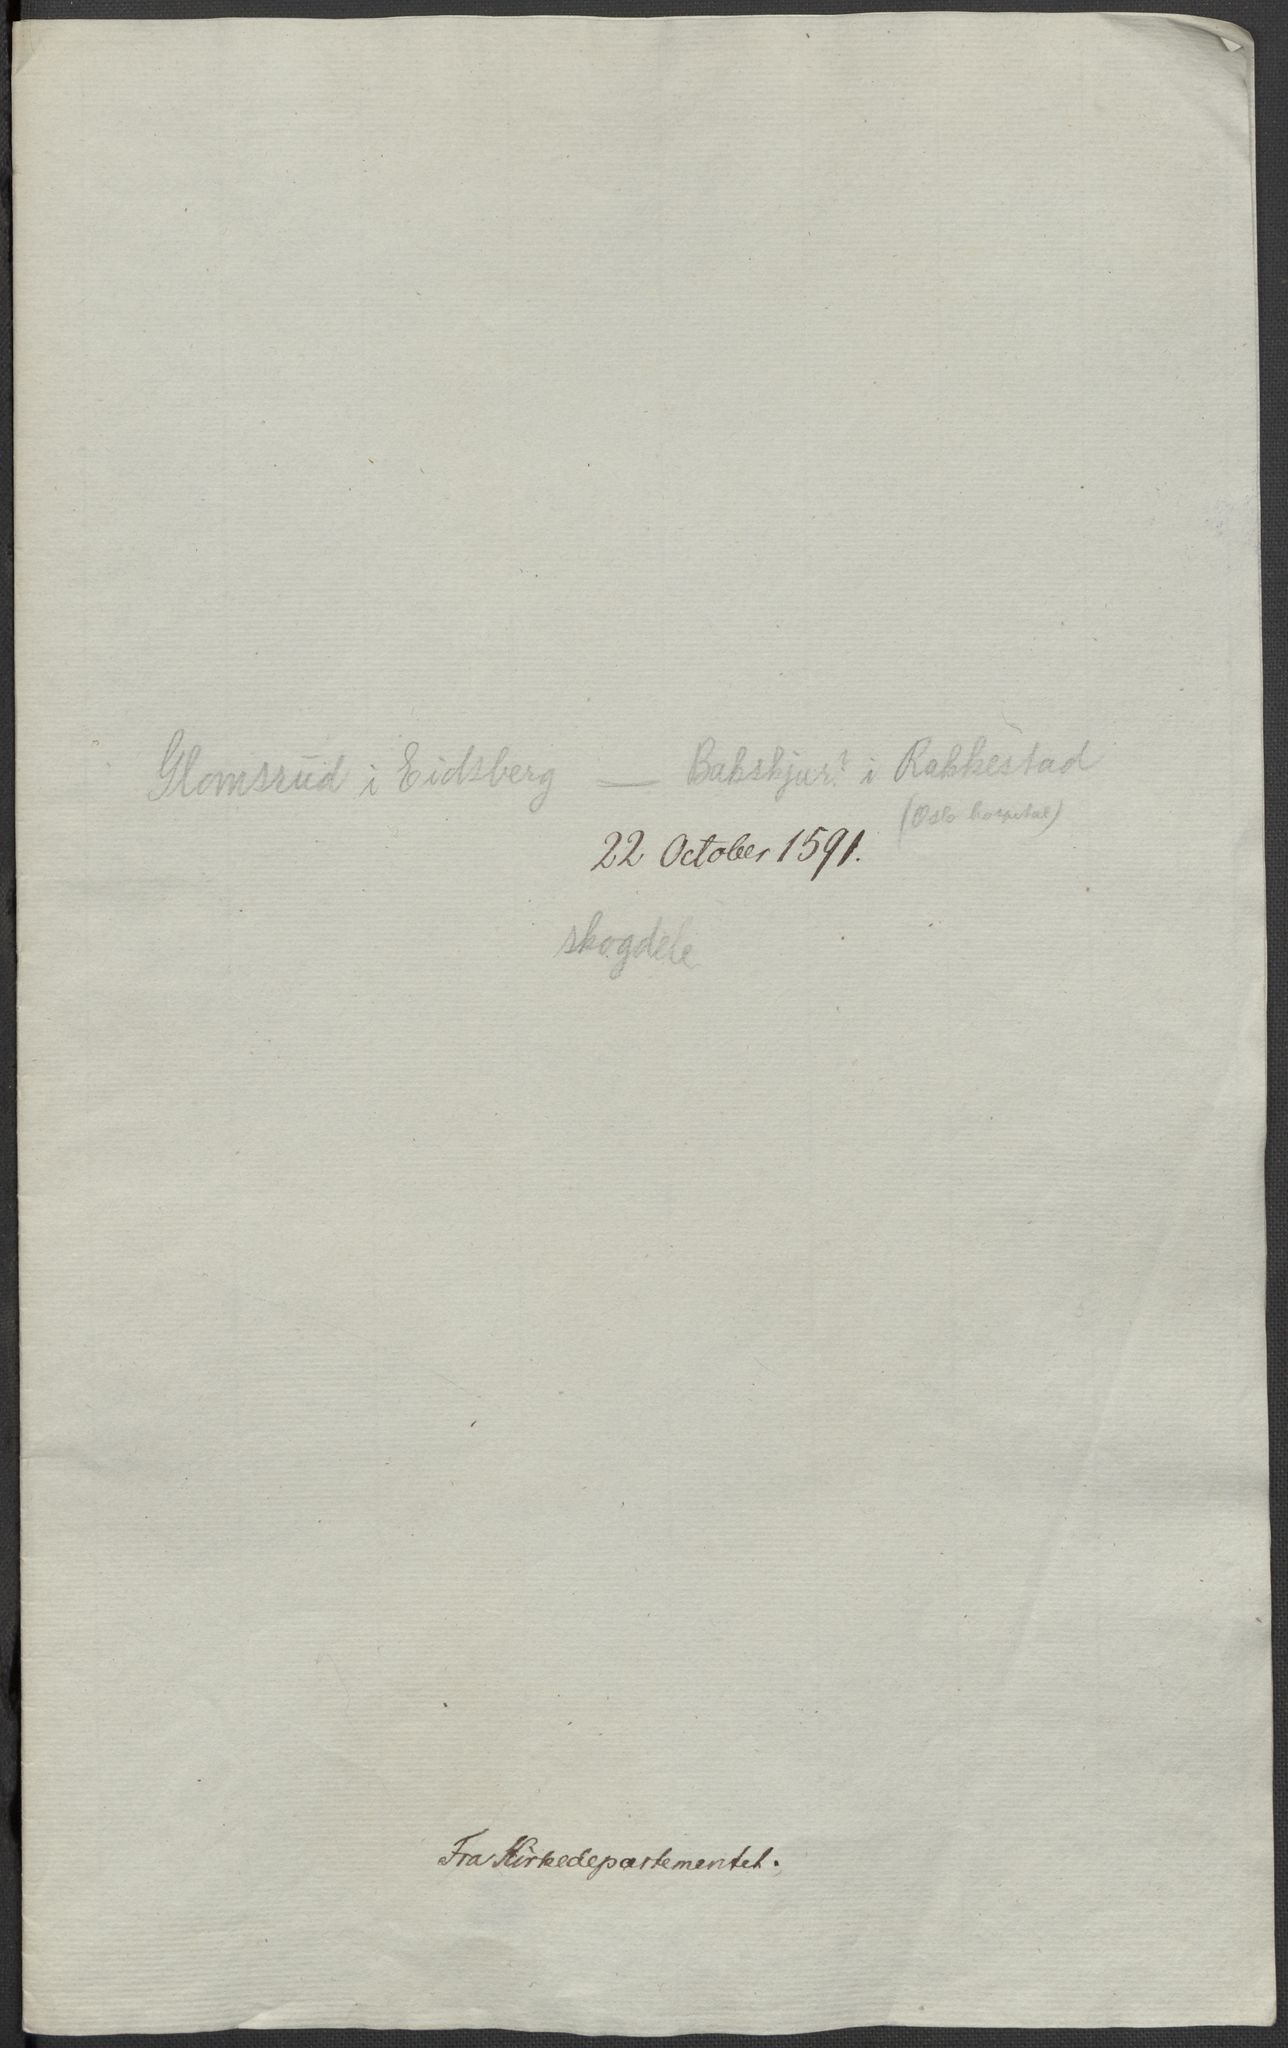 Glomsrud i Eidsberg — Bakskjur? i Rakkestad
(Oslo hospital)
22 October 1591.
skogdele
Fra Kirkedepartementet.